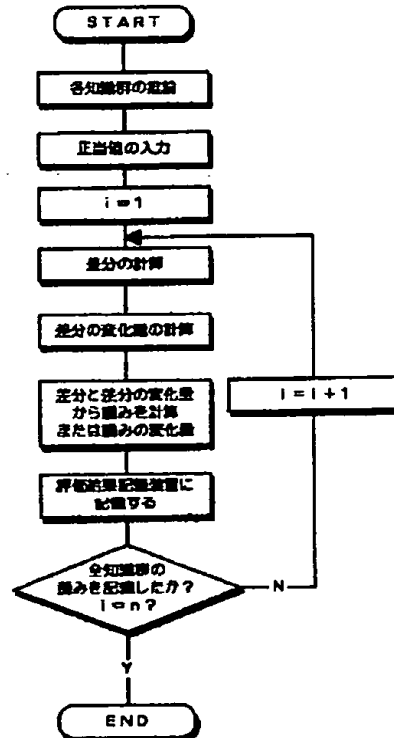 START
各知識群の推論
正当値の入力
i=1
差分の計算
差分の変化量の計算
差分と差分の変化量
から重みを計算
または重みの変化量
i=i+1
評価結果記憶装置に
記憶する
全知識群の
重みを記憶したか?
i=n?
N
Y
END